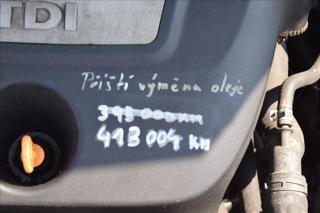 TDI
Příští výměna oleje
413 004 KM